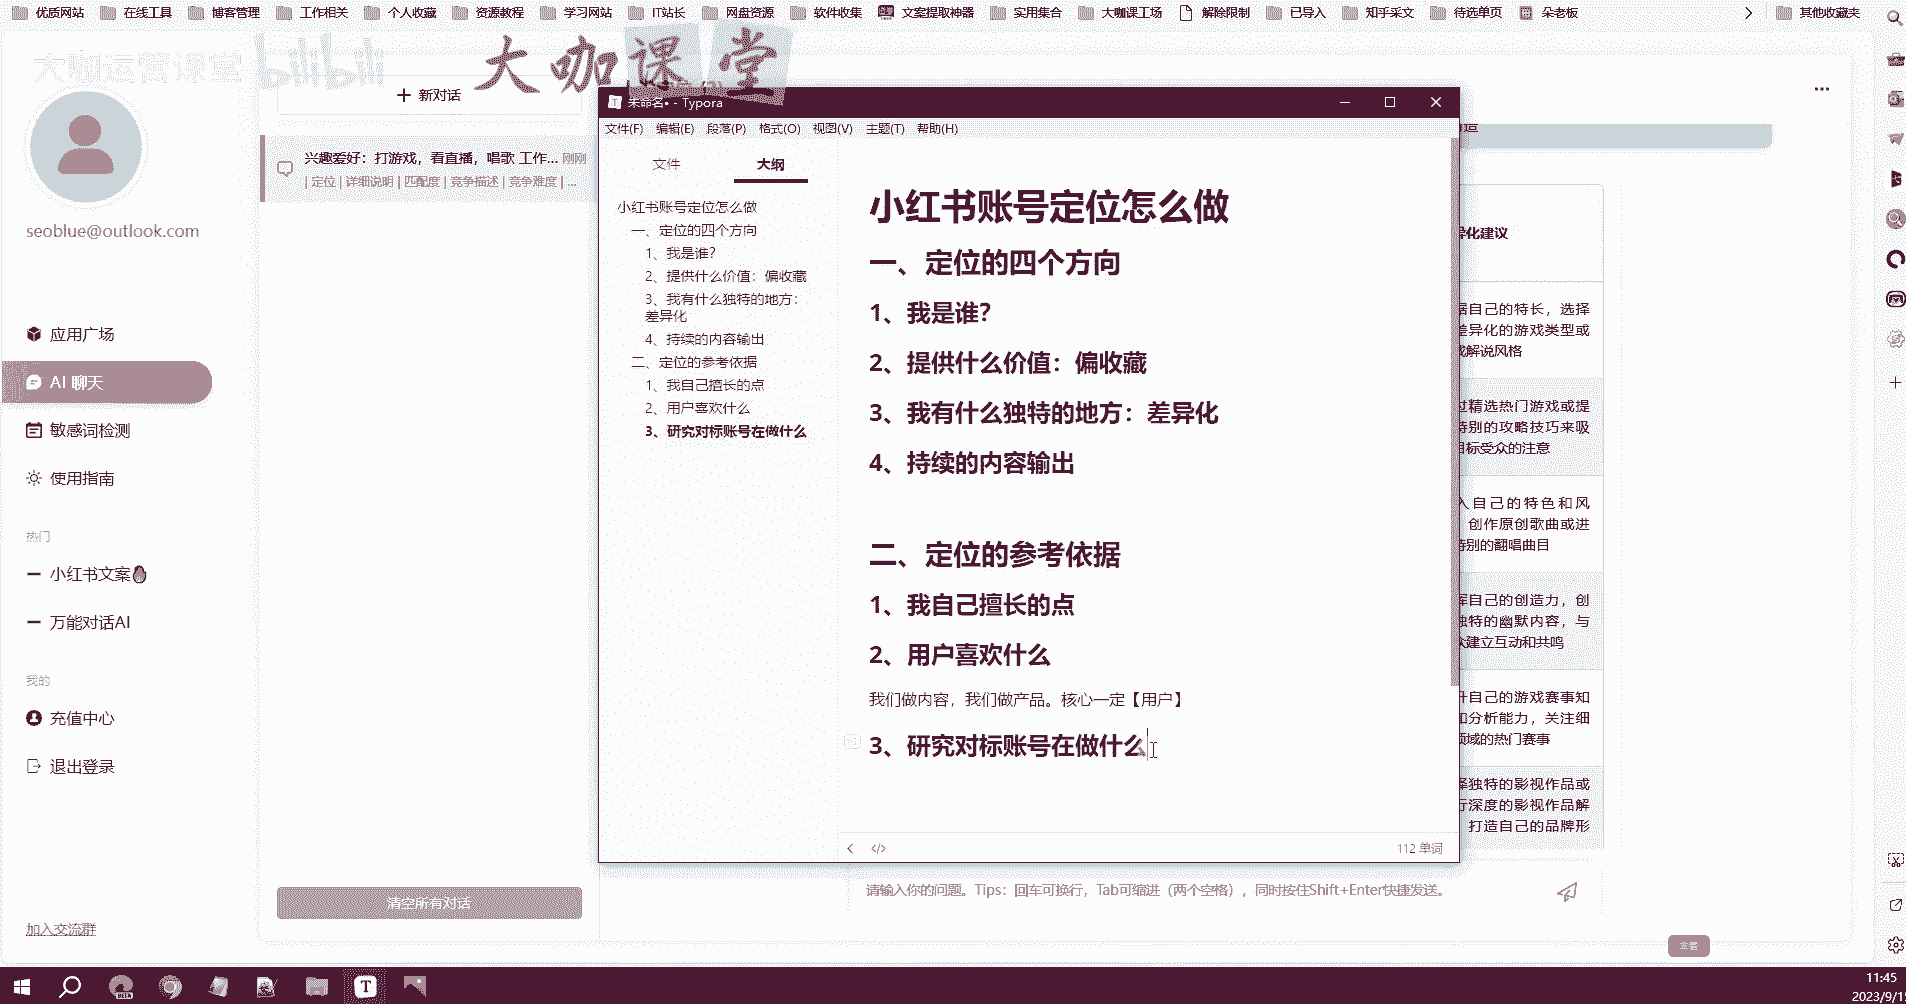 优质网站
在线工具
博客管理
工作相关
个人收藏
资源教程
学习网站
IT站长
网盘资源
软件收集
文案提取神器
实用集合
大咖课工场
解除限制
已导入
知乎采文
待选单页
朵老板
其他收藏夹
大咖运营课堂 bilibili
大咖课堂
seoblue@outlook.com
应用广场
AI 聊天
敏感词检测
使用指南
热门
小红书文案
万能对话AI
我的
充值中心
退出登录
加入交流群
+ 新对话
兴趣爱好：打游戏，看直播，唱歌 工作... 刚刚
| 定位 | 详细说明 | 匹配度 | 竞争描述 | 竞争难度 | ...
清空所有对话
未命名• - Typora
文件(F) 编辑(E) 段落(P) 格式(O) 视图(V) 主题(T) 帮助(H)
文件 大纲
小红书账号定位怎么做
一、定位的四个方向
1、我是谁？
2、提供什么价值：偏收藏
3、我有什么独特的地方：
差异化
4、持续的内容输出
二、定位的参考依据
1、我自己擅长的点
2、用户喜欢什么
3、研究对标账号在做什么
小红书账号定位怎么做
一、定位的四个方向
1、我是谁？
2、提供什么价值：偏收藏
3、我有什么独特的地方：差异化
4、持续的内容输出
二、定位的参考依据
1、我自己擅长的点
2、用户喜欢什么
我们做内容，我们做产品。核心一定【用户】
3、研究对标账号在做什么
112 单词
化建议
自己的特长，选择
差异化的游戏类型或
解说风格
精选热门游戏或提
特别的攻略技巧来吸
目标受众的注意
入自己的特色和风
创作原创歌曲或进
特别的翻唱曲目
自己的创造力，创
独特的幽默内容，与
众建立互动和共鸣
升自己的游戏赛事知
和分析能力，关注细
领域的热门赛事
择独特的影视作品或
行深度的影视作品解
打造自己的品牌形
请输入你的问题。Tips：回车可换行，Tab可缩进（两个空格），同时按住Shift+Enter快捷发送。
11:45